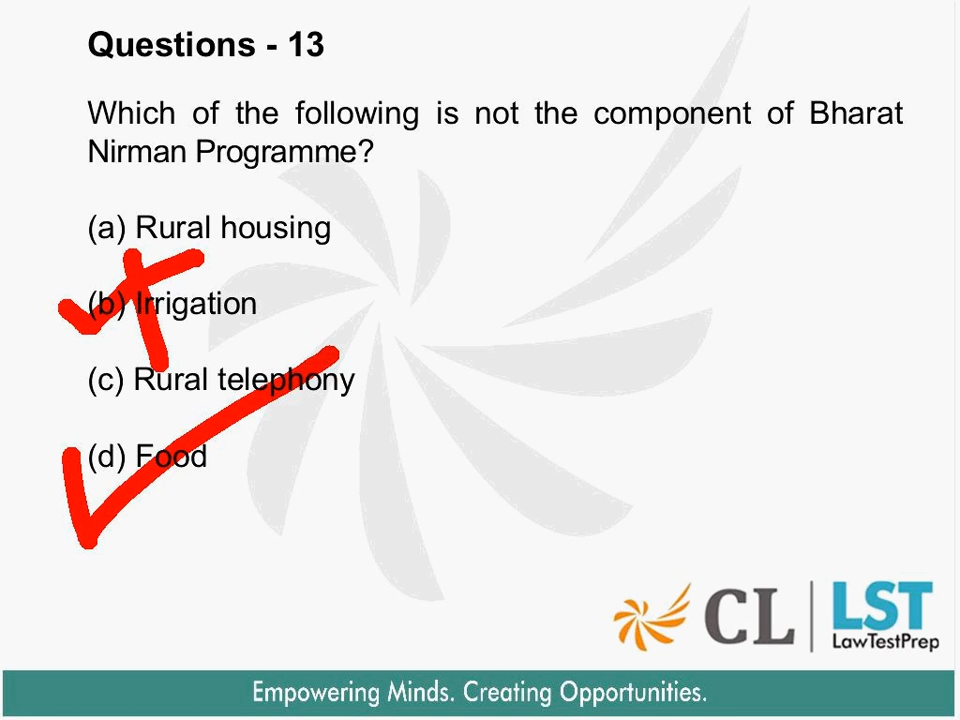 Questions - 13
Which of the following is not the component of Bharat
Nirman Programme?
(a) Rural housing
(b) Irrigation
(c) Rural telephony
(d) Food
CL LST
LawTestPrep
Empowering Minds. Creating Opportunities.